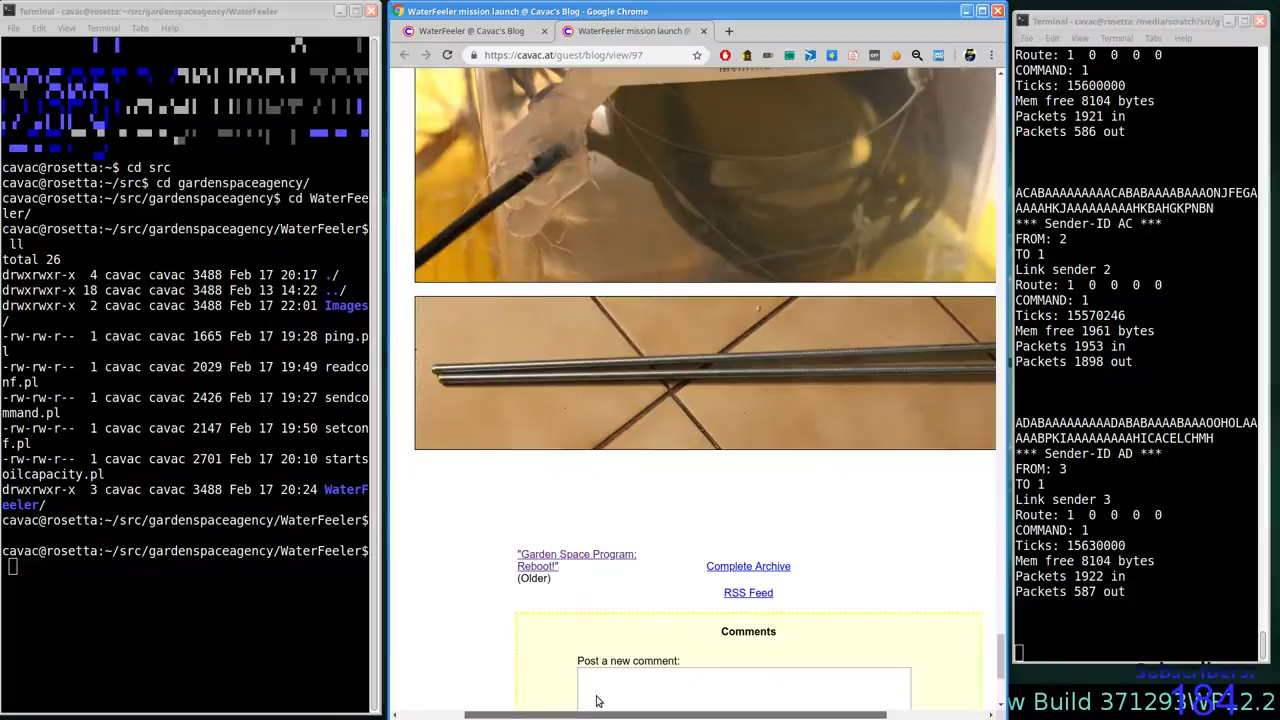 Terminal - cavac@rosetta: ~/src/gardenspaceagency/WaterFeeler
File Edit View Terminal Tabs Help
cavac@rosetta:~$ cd src
cavac@rosetta:~/src$ cd gardenspaceagency/
cavac@rosetta:~/src/gardenspaceagency$ cd WaterFee
ler/
cavac@rosetta:~/src/gardenspaceagency/WaterFeeler$
ll
total 26
drwxrwxr-x 4 cavac cavac 3488 Feb 17 20:17 ./
drwxrwxr-x 18 cavac cavac 3488 Feb 13 14:22 ../
drwxrwxr-x 2 cavac cavac 3488 Feb 17 22:01 Images
/
-rw-rw-r-- 1 cavac cavac 1665 Feb 17 19:28 ping.p
l
-rw-rw-r-- 1 cavac cavac 2029 Feb 17 19:49 readco
nf.pl
-rw-rw-r-- 1 cavac cavac 2426 Feb 17 19:27 sendco
mmand.pl
-rw-rw-r-- 1 cavac cavac 2147 Feb 17 19:50 setcon
f.pl
-rw-rw-r-- 1 cavac cavac 2701 Feb 17 20:10 starts
oilcapacity.pl
drwxrwxr-x 3 cavac cavac 3488 Feb 17 20:24 WaterF
eeler/
cavac@rosetta:~/src/gardenspaceagency/WaterFeeler$
cavac@rosetta:~/src/gardenspaceagency/WaterFeeler$
WaterFeeler mission launch @ Cavac's Blog - Google Chrome
WaterFeeler @ Cavac's Blog
WaterFeeler mission launch @
https://cavac.at/guest/blog/view/97
"Garden Space Program:
Reboot!"
(Older)
Complete Archive
RSS Feed
Comments
Post a new comment:
Terminal - cavac@rosetta: /media/scratch/src/g
File Edit View Terminal Tabs Help
Route: 1 0 0 0 0
COMMAND: 1
Ticks: 15600000
Mem free 8104 bytes
Packets 1921 in
Packets 586 out
ACABAAAAAAAAACABABAAAABAAAONJFEGA
AAAAHKJAAAAAAAAAHKBAHGKPNBN
*** Sender-ID AC ***
FROM: 2
TO 1
Link sender 2
Route: 1 0 0 0 0
COMMAND: 1
Ticks: 15570246
Mem free 1961 bytes
Packets 1953 in
Packets 1898 out
ADABAAAAAAAAAADABABAAAABAAAOOHOLAA
AAABPKIAAAAAAAAAHICACELCHMH
*** Sender-ID AD ***
FROM: 3
TO 1
Link sender 3
Route: 1 0 0 0 0
COMMAND: 1
Ticks: 15630000
Mem free 8104 bytes
Packets 1922 in
Packets 587 out
Subscribers:
184
w Build 371293WP12.2